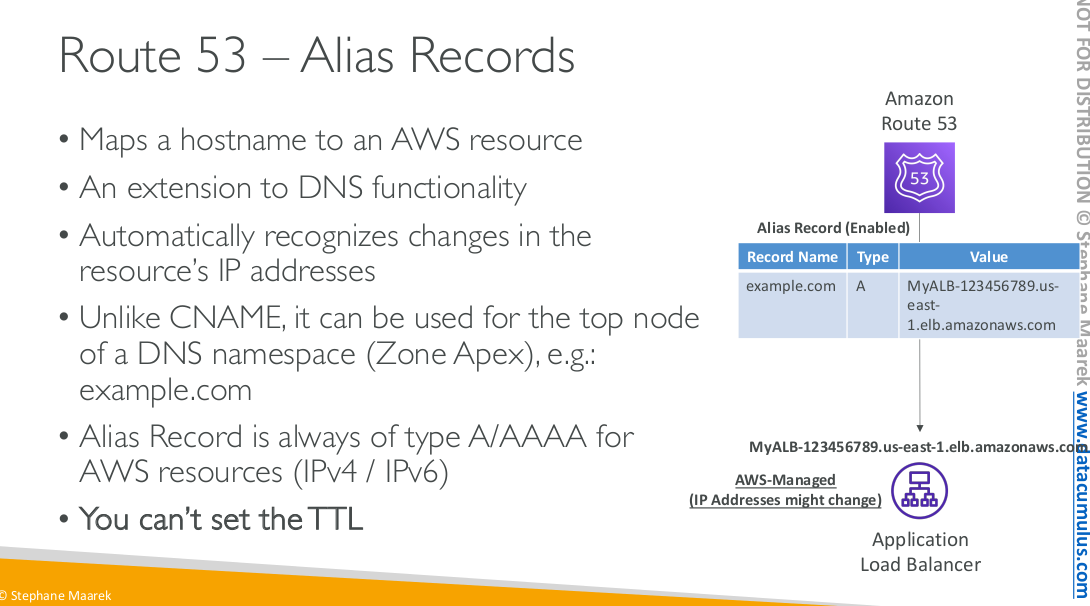 Route 53 – Alias Records
• Maps a hostname to an AWS resource
• An extension to DNS functionality
• Automatically recognizes changes in the
resource's IP addresses
• Unlike CNAME, it can be used for the top node
of a DNS namespace (Zone Apex), e.g.:
example.com
• Alias Record is always of type A/AAAA for
AWS resources (IPv4 / IPv6)
• You can't set the TTL
Amazon
Route 53
53
Alias Record (Enabled)
Record Name Type Value
example.com A MyALB-123456789.us-
east-
1.elb.amazonaws.com
MyALB-123456789.us-east-1.elb.amazonaws.com
AWS-Managed
(IP Addresses might change)
Application
Load Balancer
© Stephane Maarek
NOT FOR DISTRIBUTION © Stephane Maarek www.datacumulus.com